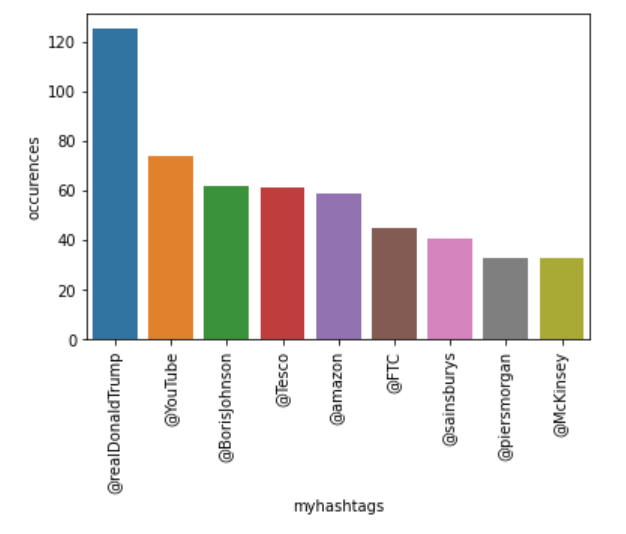 120
100
80
60
40
20
0
occurences
@realDonaldTrump
@YouTube
@BorisJohnson
@Tesco
@amazon
@FTC
@sainsburys
@piersmorgan
@McKinsey
myhashtags